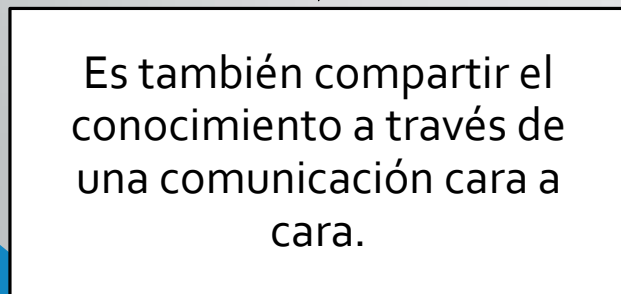 Es también compartir el
conocimiento a través de
una comunicación cara a
cara.